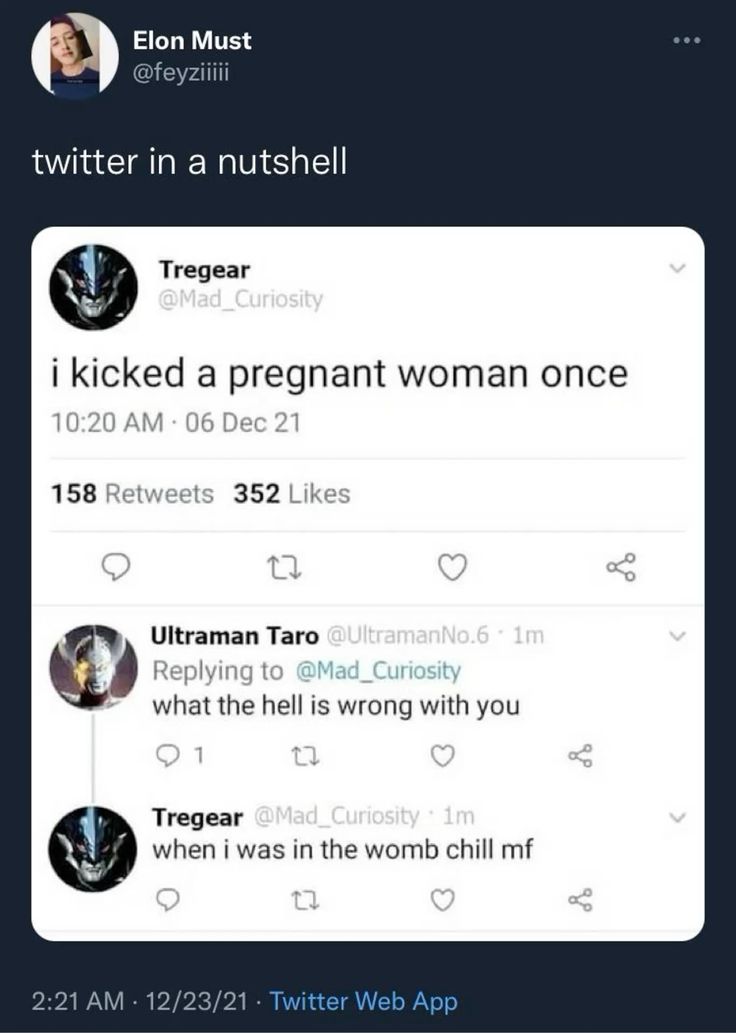 Elon Must
@feyziiiii
twitter in a nutshell
Tregear
@Mad_Curiosity
i kicked a pregnant woman once
10:20 AM · 06 Dec 21
158 Retweets 352 Likes
Ultraman Taro @UltramanNo.6 · 1m
Replying to @Mad_Curiosity
what the hell is wrong with you
1
Tregear @Mad_Curiosity · 1m
when i was in the womb chill mf
2:21 AM · 12/23/21 · Twitter Web App